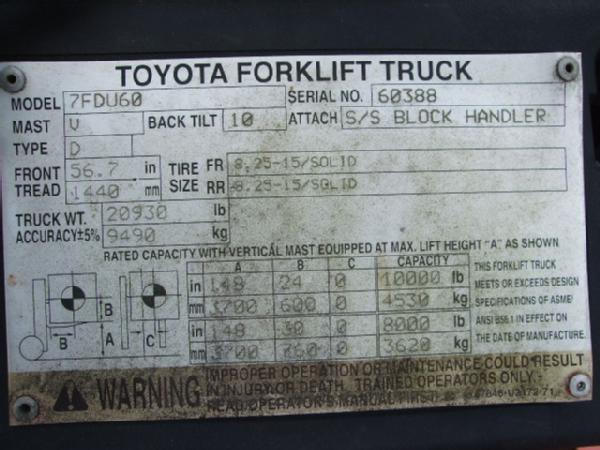 TOYOTA FORKLIFT TRUCK
MODEL 7FDU60 SERIAL NO. 60388
MAST V BACK TILT 10 ATTACH S/S BLOCK HANDLER
TYPE D
FRONT TREAD 56.7 in 1440 mm
TIRE SIZE FR 8.25-15/SOLID
RR 8.25-15/SOLID
TRUCK WT. 20930 lb
ACCURACY±5% 9490 kg
RATED CAPACITY WITH VERTICAL MAST EQUIPPED AT MAX. LIFT HEIGHT "A" AS SHOWN
A B C CAPACITY
in 148 24 0 10000 lb
mm 3700 600 0 4530 kg
in 148 30 0 8000 lb
mm 3700 760 0 3620 kg
B
A
B C
THIS FORKLIFT TRUCK
MEETS OR EXCEEDS DESIGN
SPECIFICATIONS OF ASME/
ANSI B56.1 IN EFFECT ON
THE DATE OF MANUFACTURE.
WARNING
IMPROPER OPERATION OR MAINTENANCE COULD RESULT
IN INJURY OR DEATH. TRAINED OPERATORS ONLY.
READ OPERATOR'S MANUAL FIRST!